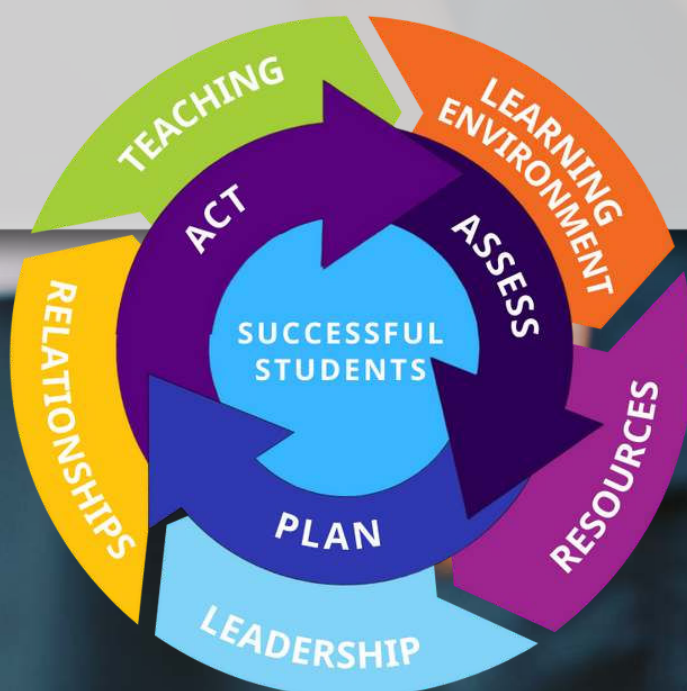 TEACHING
LEARNING
ENVIRONMENT
RESOURCES
LEADERSHIP
RELATIONSHIPS
ACT
ASSESS
PLAN
SUCCESSFUL
STUDENTS